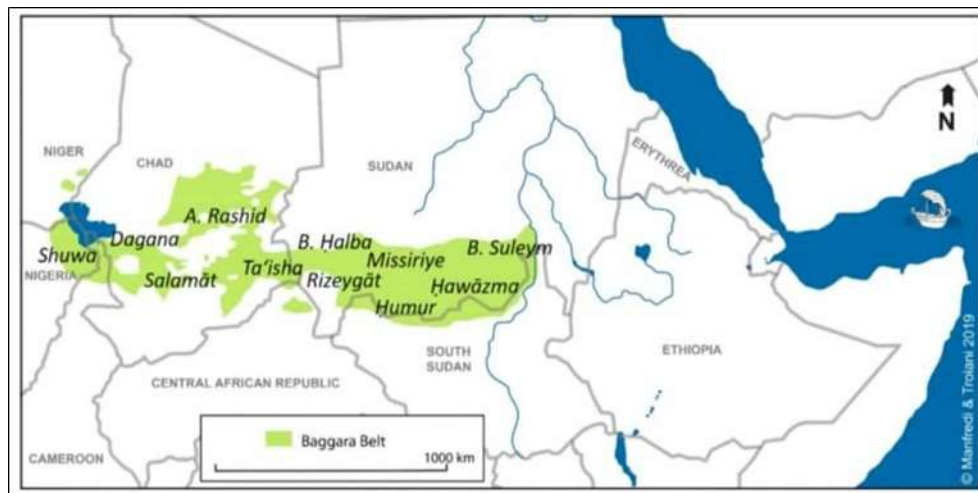 NIGER
CHAD
SUDAN
ERYTHREA
N
A. Rashid
Shuwa
Dagana
B. Ḥalba
B. Suleym
Missiriye
NIGERIA
Salamāt
Ta'isha
Rizeygāt
Ḥawāzma
Ḥumur
SOUTH
SUDAN
ETHIOPIA
CENTRAL AFRICAN REPUBLIC
CAMEROON
Baggara Belt
1000 km
© Manfredi & Troiani 2019